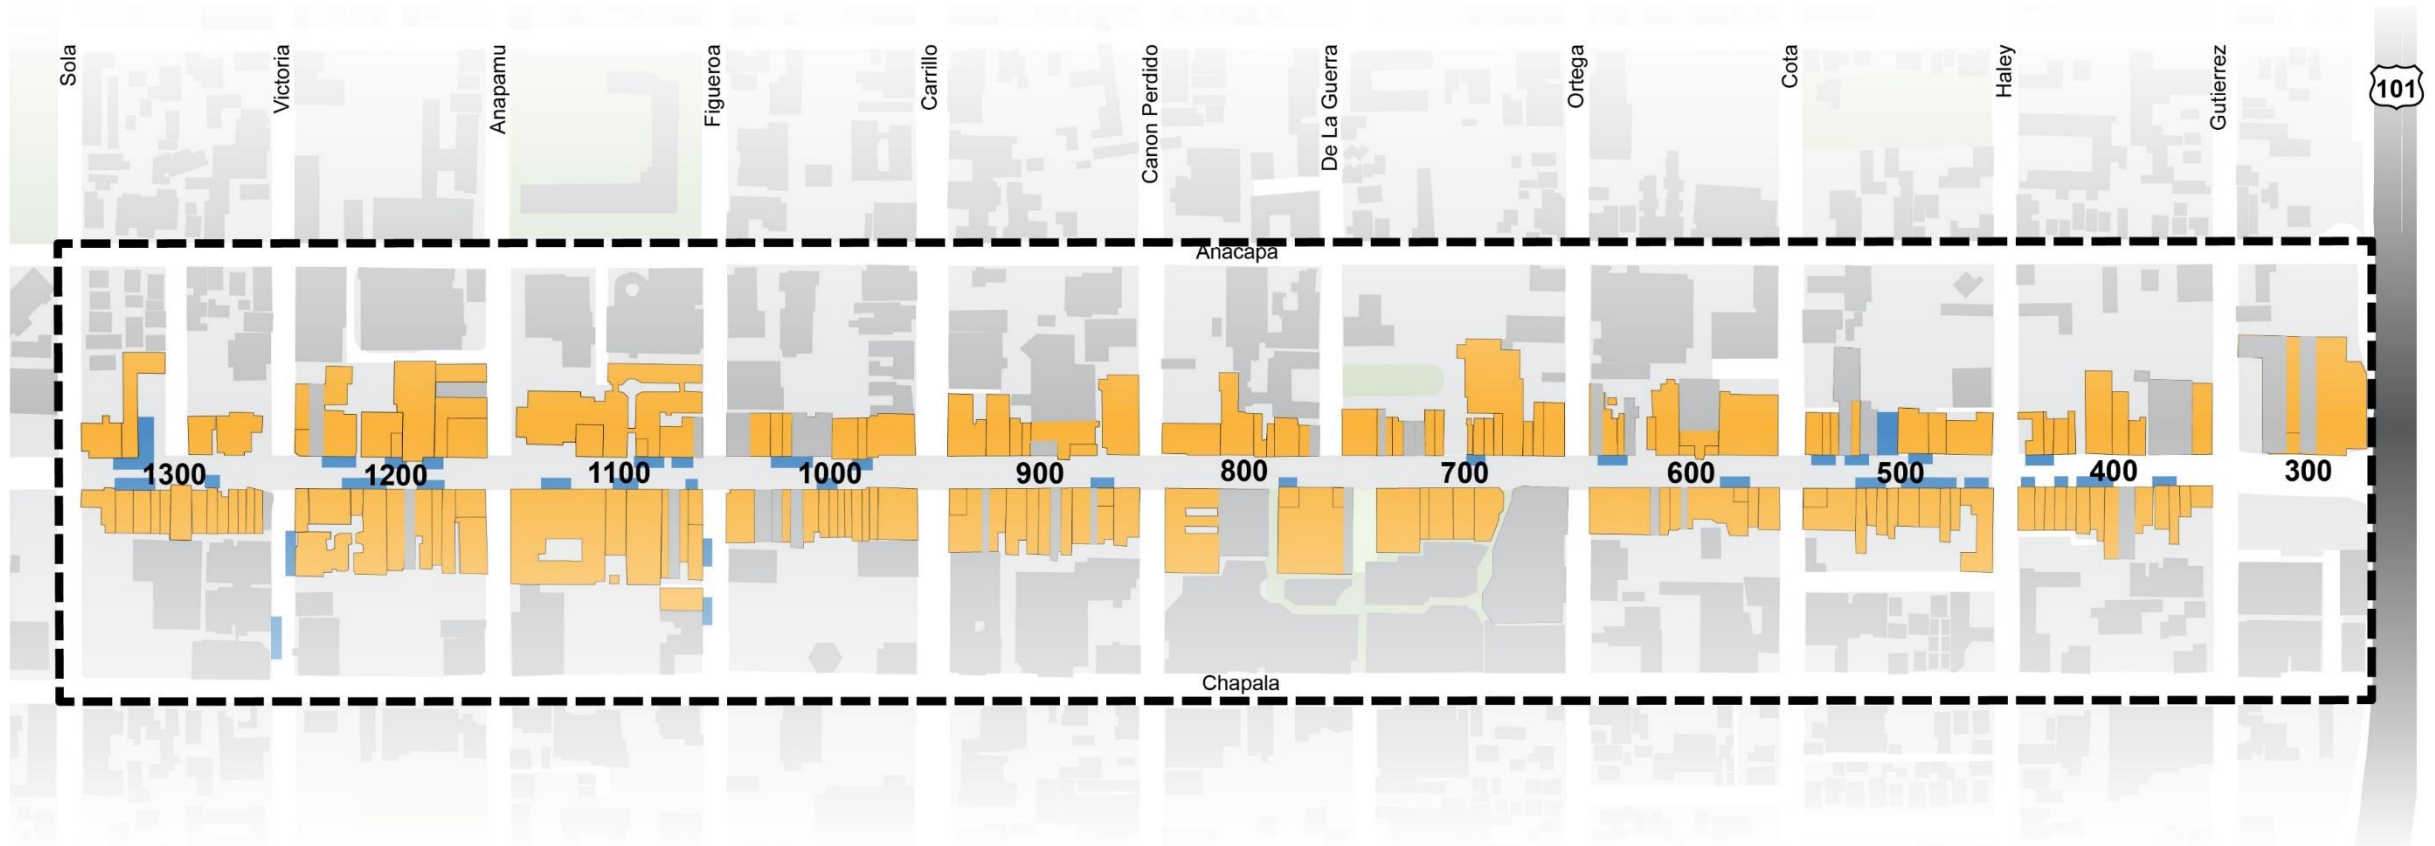 Sola
Victoria
Anapamu
Figueroa
Carrillo
Canon Perdido
De La Guerra
Ortega
Cota
Haley
Gutierrez
101
Anacapa
1300
1200
1100
1000
900
800
700
600
500
400
300
Chapala